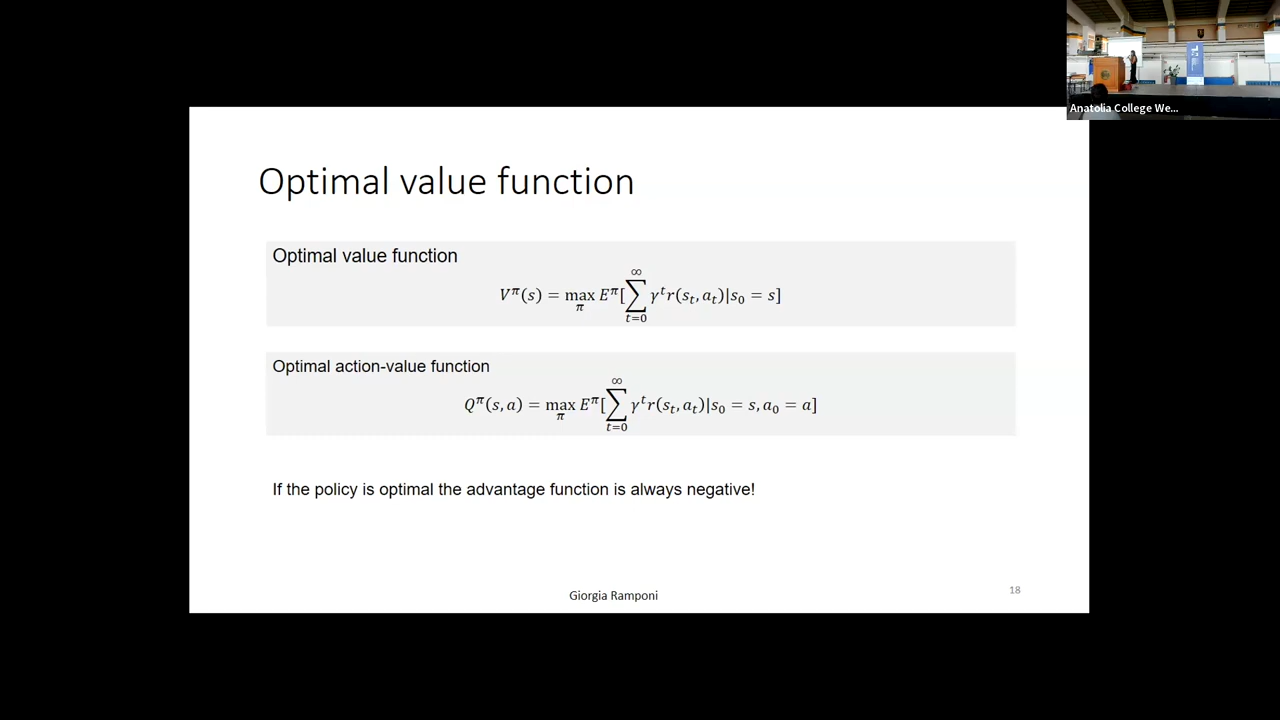 Anatolia College We...
Optimal value function
Optimal value function
V^π(s) = max_π E^π[∑_{t=0}^{∞} γ^t r(s_t, a_t)|s_0 = s]
Optimal action-value function
Q^π(s, a) = max_π E^π[∑_{t=0}^{∞} γ^t r(s_t, a_t)|s_0 = s, a_0 = a]
If the policy is optimal the advantage function is always negative!
Giorgia Ramponi
18